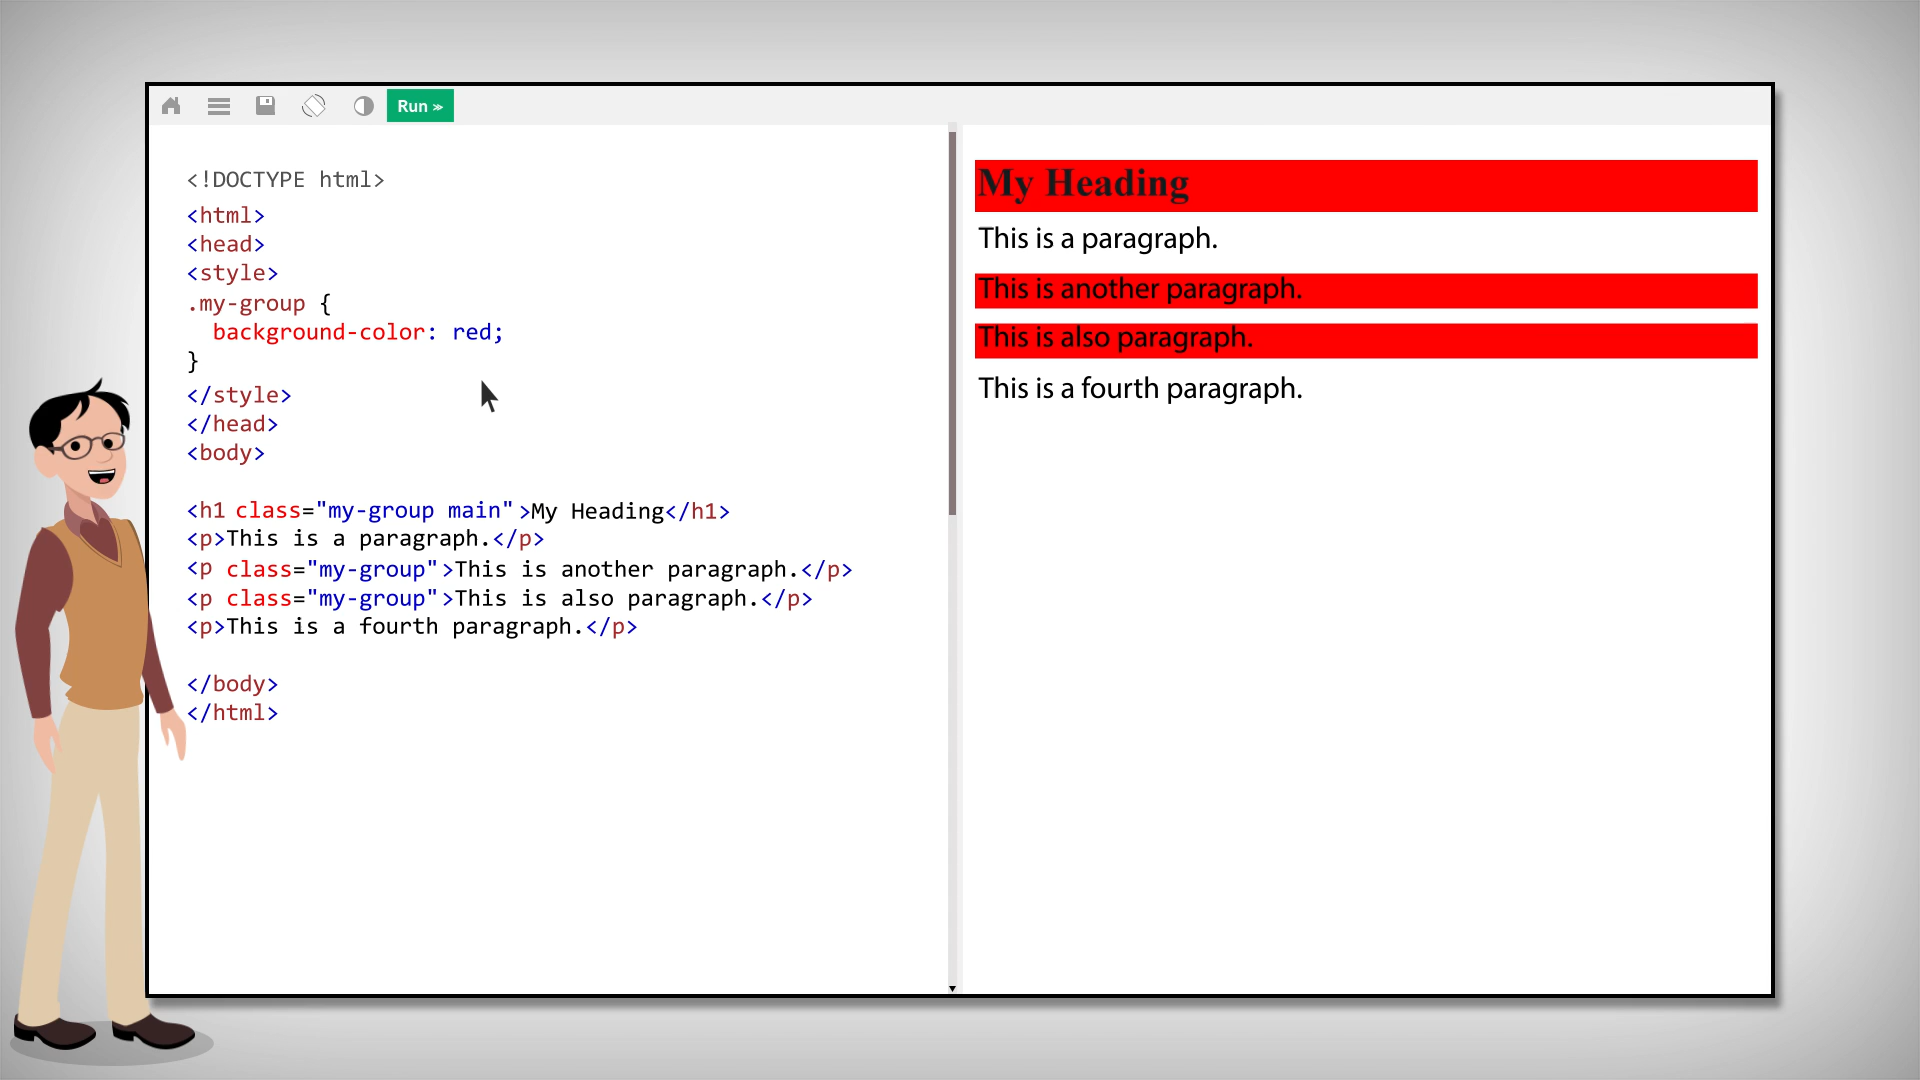 Run »
<!DOCTYPE html>
<html>
<head>
<style>
.my-group {
  background-color: red;
}
</style>
</head>
<body>
<h1 class="my-group main">My Heading</h1>
<p>This is a paragraph.</p>
<p class="my-group">This is another paragraph.</p>
<p class="my-group">This is also paragraph.</p>
<p>This is a fourth paragraph.</p>
</body>
</html>
My Heading
This is a paragraph.
This is another paragraph.
This is also paragraph.
This is a fourth paragraph.